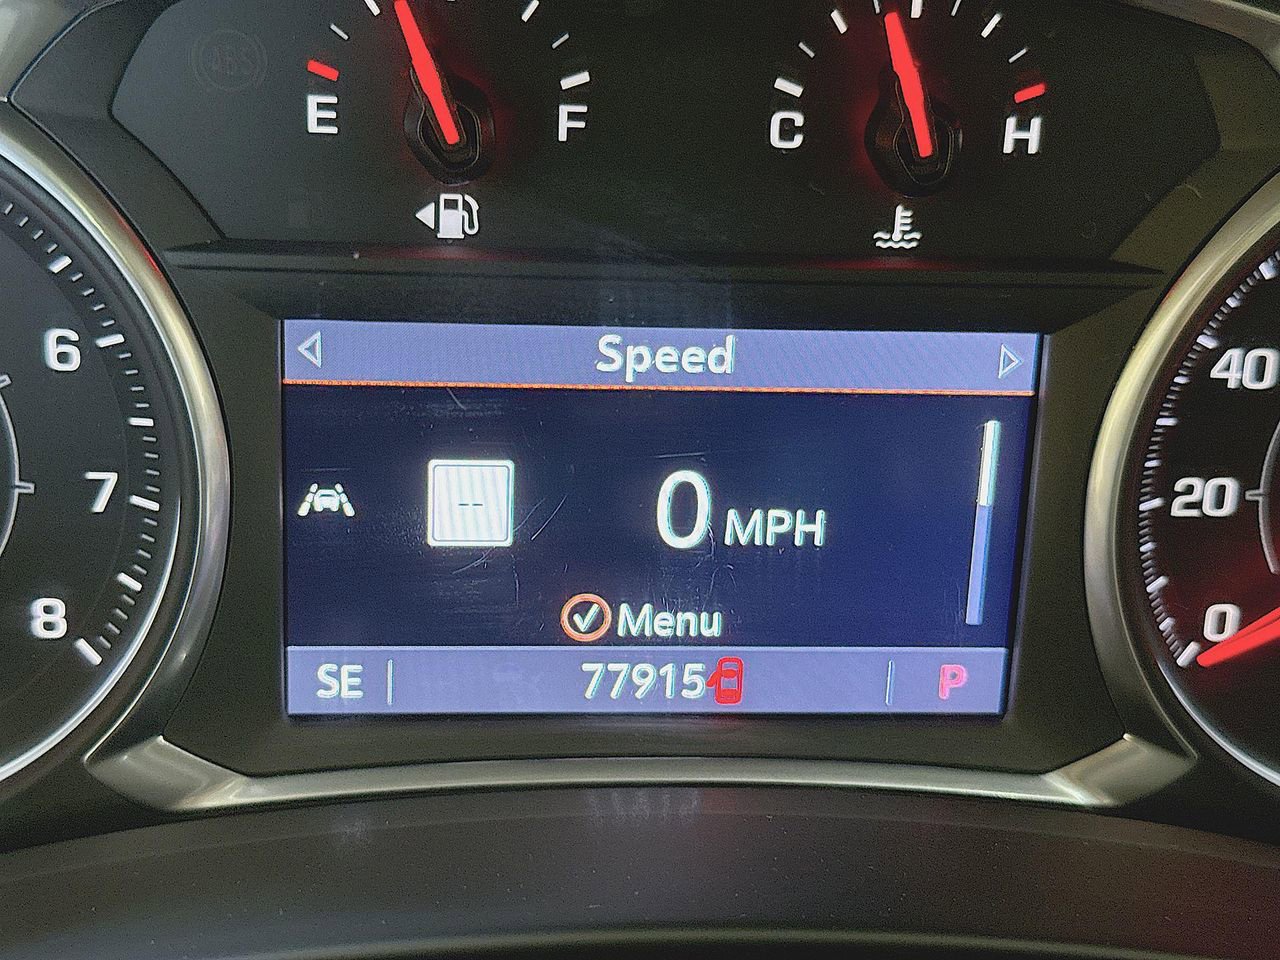 E F C H
Speed
6 40
-- 0 MPH
7 20
Menu
8 0
SE 77915 P